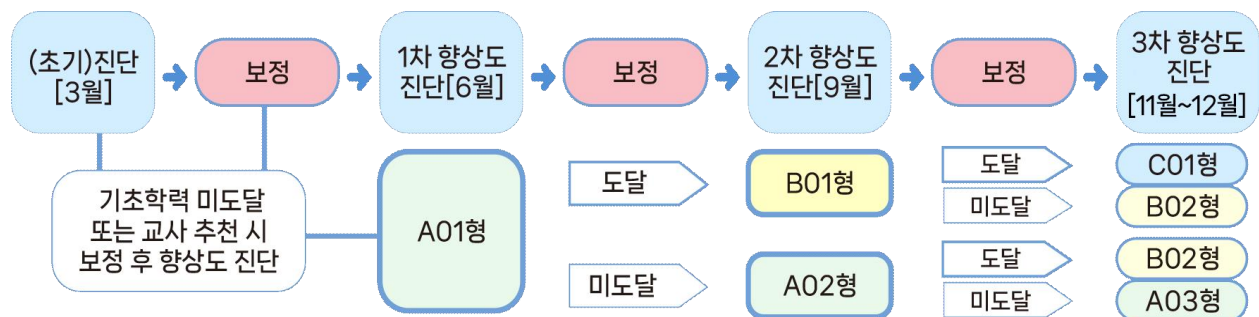 (초기)진단
[3월]
보정
1차 향상도
진단[6월]
보정
2차 향상도
진단[9월]
보정
3차 향상도
진단
[11월~12월]
기초학력 미도달
또는 교사 추천 시
보정 후 향상도 진단
A01형
도달
B01형
미도달
A02형
도달
C01형
미도달
B02형
도달
B02형
미도달
A03형